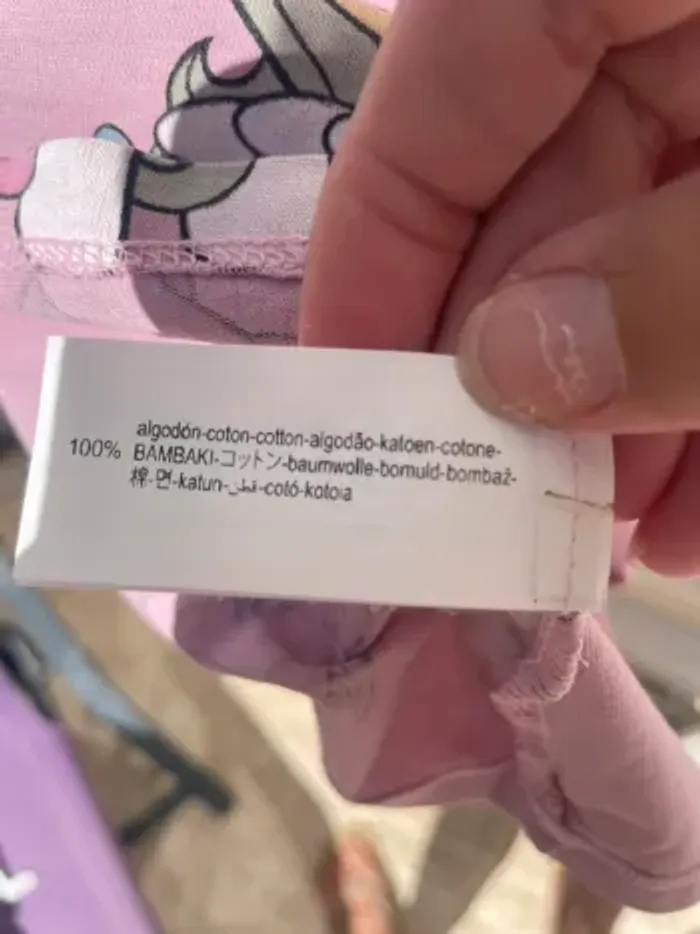 algodón-coton-cotton-algodão-katoen-cotone-
100% BAMBAKI-コットン-baumwolle-bomuld-bombaž-
棉-면-katun-قطن-cotó-kotoia